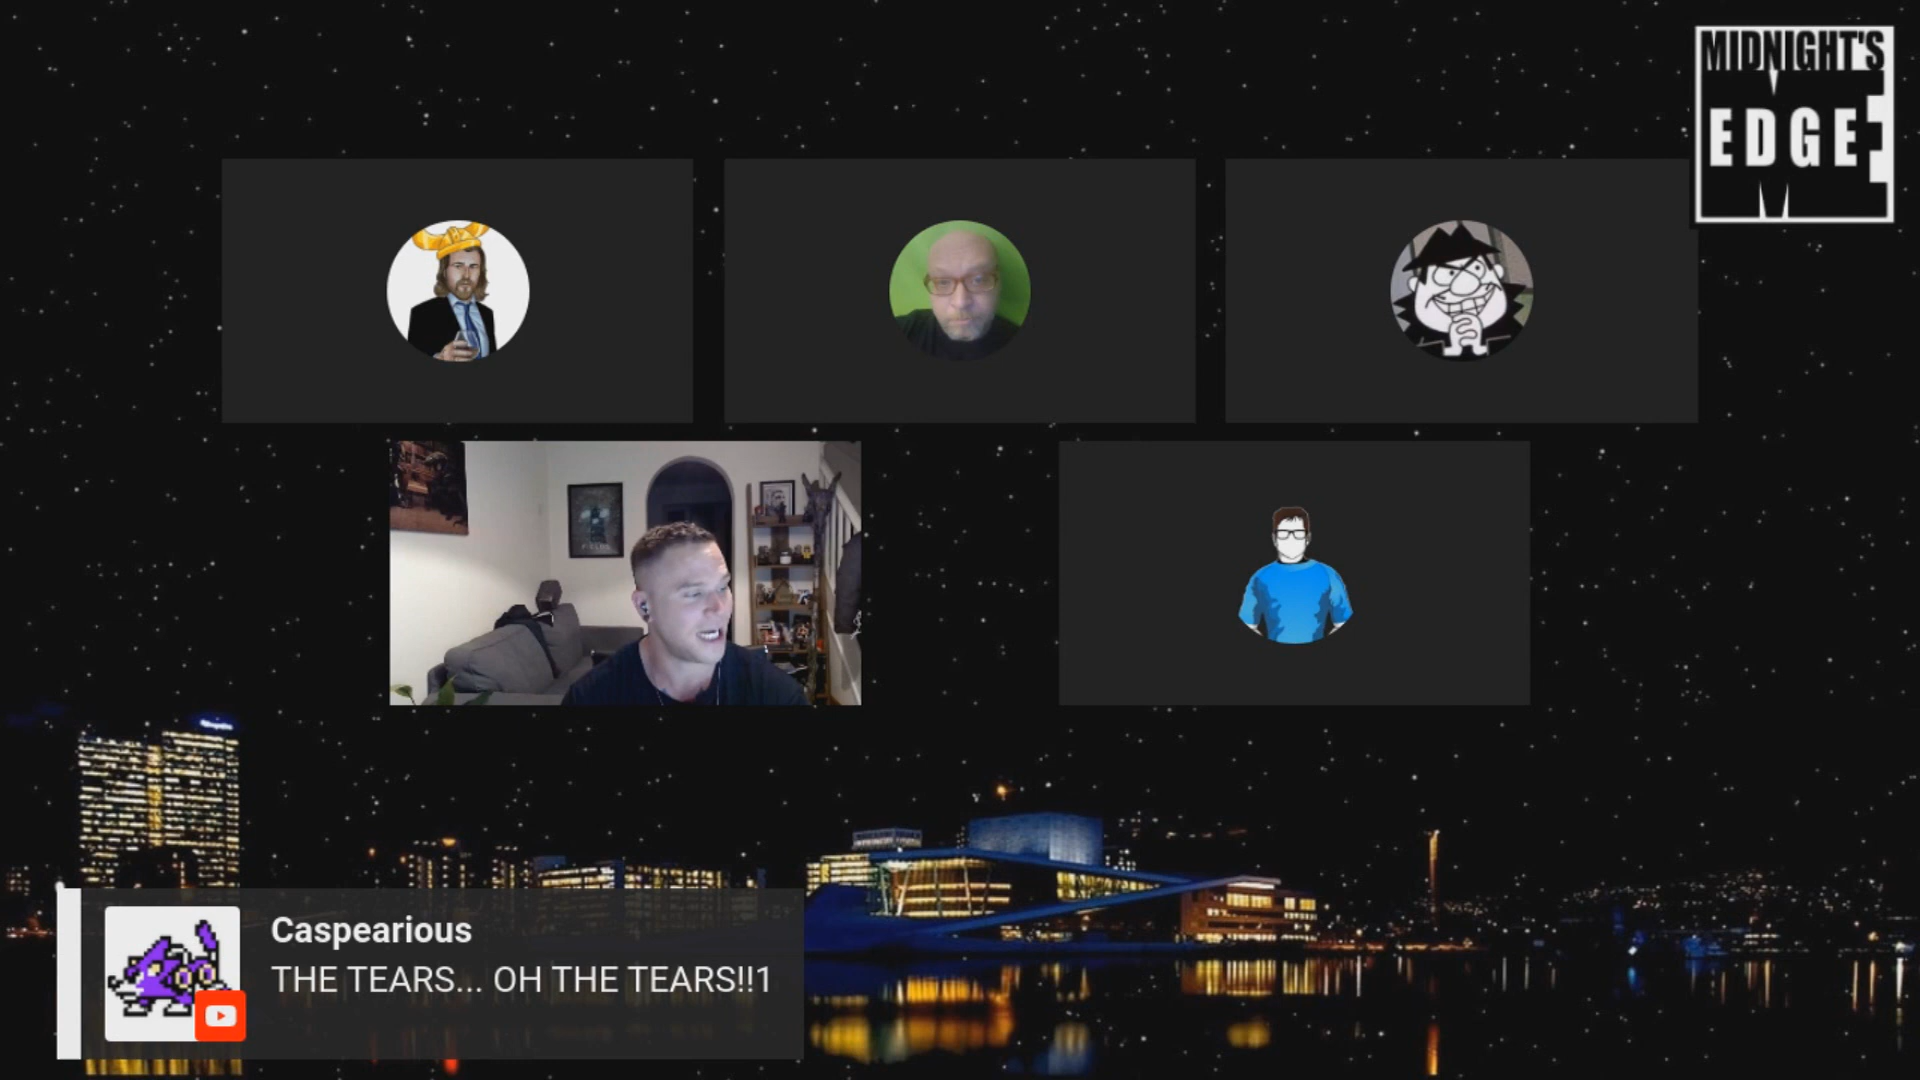 MIDNIGHT'S
EDGE
Caspearious
THE TEARS... OH THE TEARS!!1